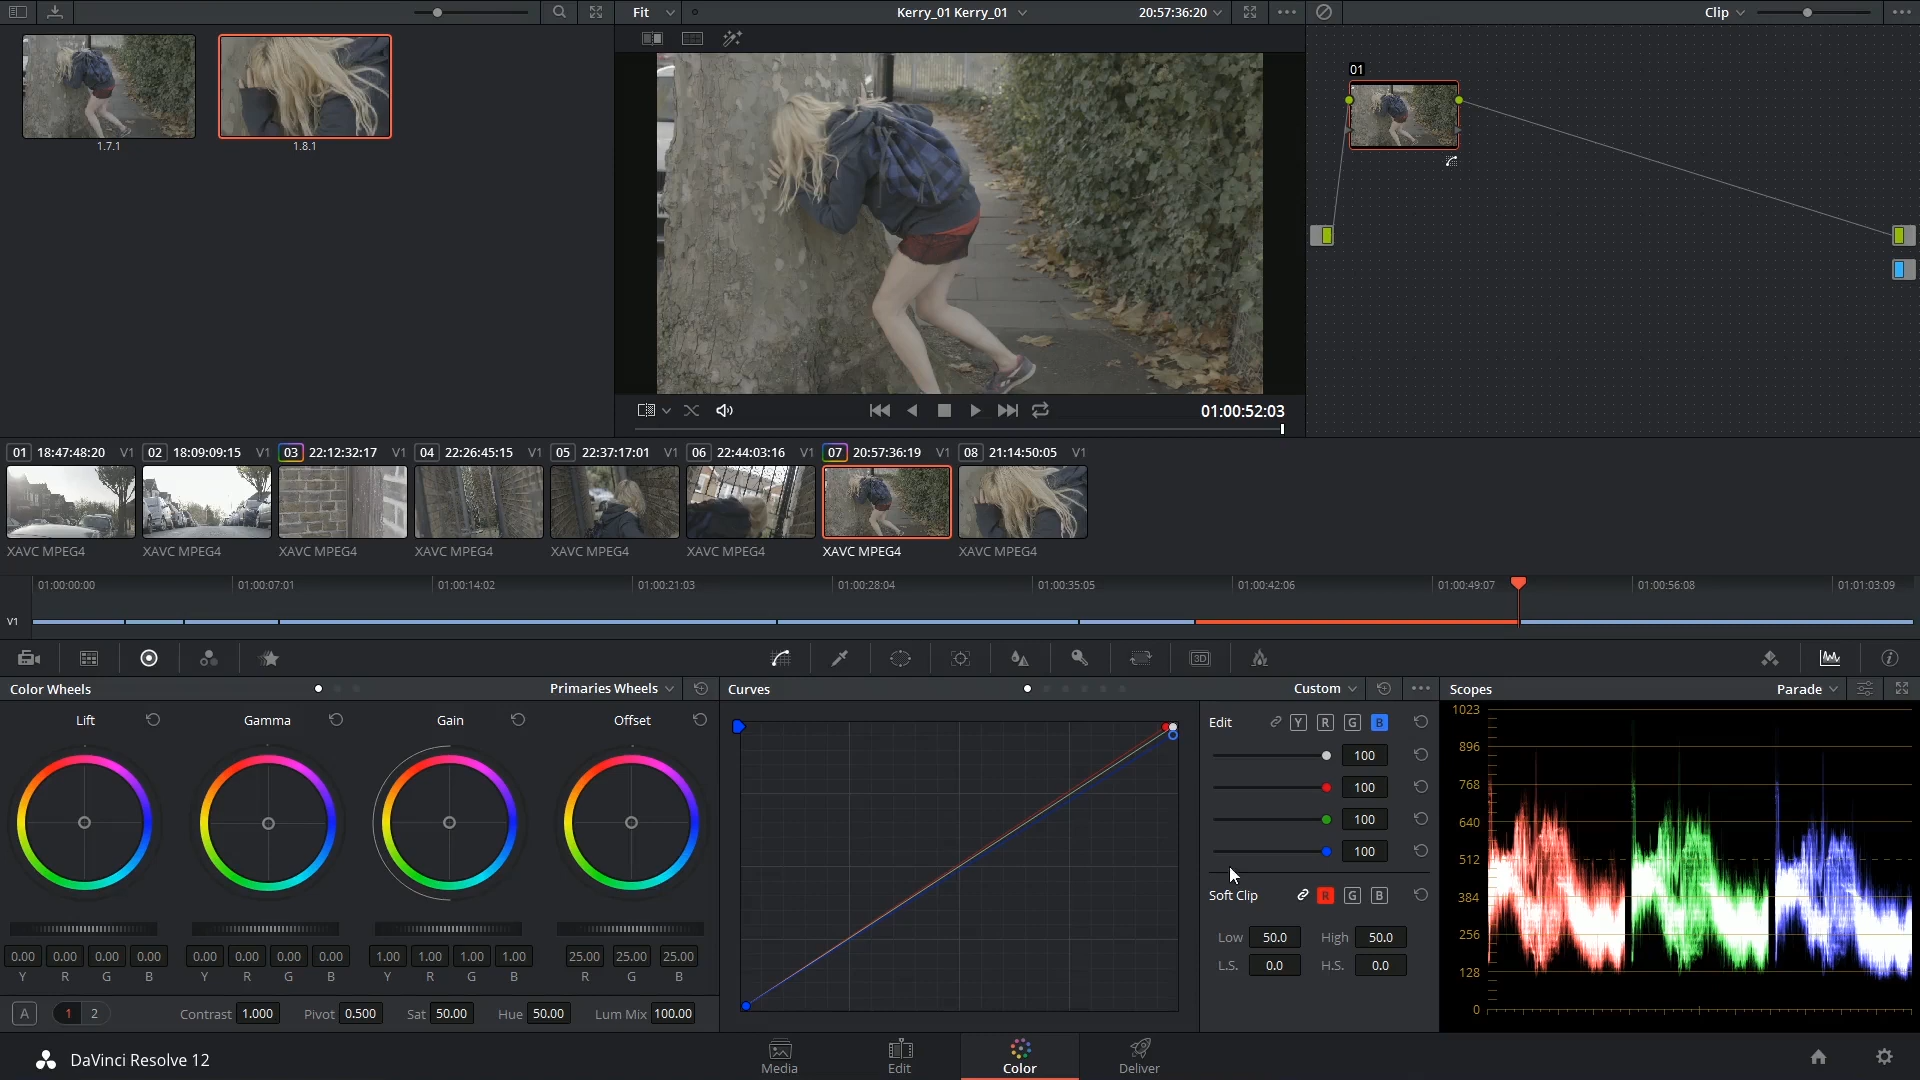 Fit
Kerry_01 Kerry_01
20:57:36:20
Clip
1.7.1
1.8.1
01
01:00:52:03
01 18:47:48:20 V1
02 18:09:09:15 V1
03 22:12:32:17 V1
04 22:26:45:15 V1
05 22:37:17:01 V1
06 22:44:03:16 V1
07 20:57:36:19 V1
08 21:14:50:05 V1
XAVC MPEG4
XAVC MPEG4
XAVC MPEG4
XAVC MPEG4
XAVC MPEG4
XAVC MPEG4
XAVC MPEG4
XAVC MPEG4
01:00:00:00
01:00:07:01
01:00:14:02
01:00:21:03
01:00:28:04
01:00:35:05
01:00:42:06
01:00:49:07
01:00:56:08
01:01:03:09
V1
3D
Color Wheels
Primaries Wheels
Lift
Gamma
Gain
Offset
0.00 0.00 0.00 0.00
Y R G B
0.00 0.00 0.00 0.00
Y R G B
1.00 1.00 1.00 1.00
Y R G B
25.00 25.00 25.00
R G B
A 1 2
Contrast 1.000
Pivot 0.500
Sat 50.00
Hue 50.00
Lum Mix 100.00
Curves
Custom
Edit Y R G B
100
100
100
100
Soft Clip R G B
Low 50.0 High 50.0
L.S. 0.0 H.S. 0.0
Scopes
Parade
1023
896
768
640
512
384
256
128
0
DaVinci Resolve 12
Media
Edit
Color
Deliver